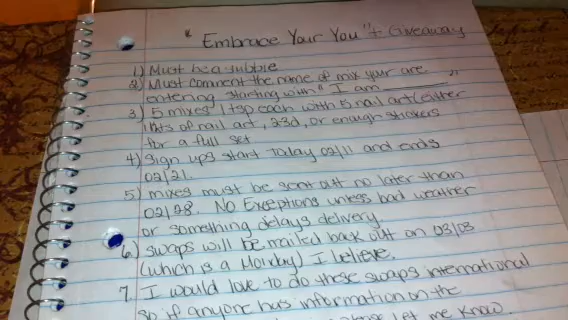 "Embrace Your You"+ Giveaway
1) Must be a tubbie
2) Must comment the name of mix your are
entering, starting with "I am ________"
3) 5 mixes 1 tsp each with 5 nail art (either
1 pts of nail art, 23d, or enough stickers
for a full set
4) Sign ups start Today 02/11 and ends
02/21.
5) mixes must be sent out no later than
02/28. No Exceptions unless bad weather
or something delays delivery.
6) swaps will be mailed back out on 03/03
(which is a Monday) I believe.
7. I would love to do these swaps international
so if anyone has information on the
let me know.